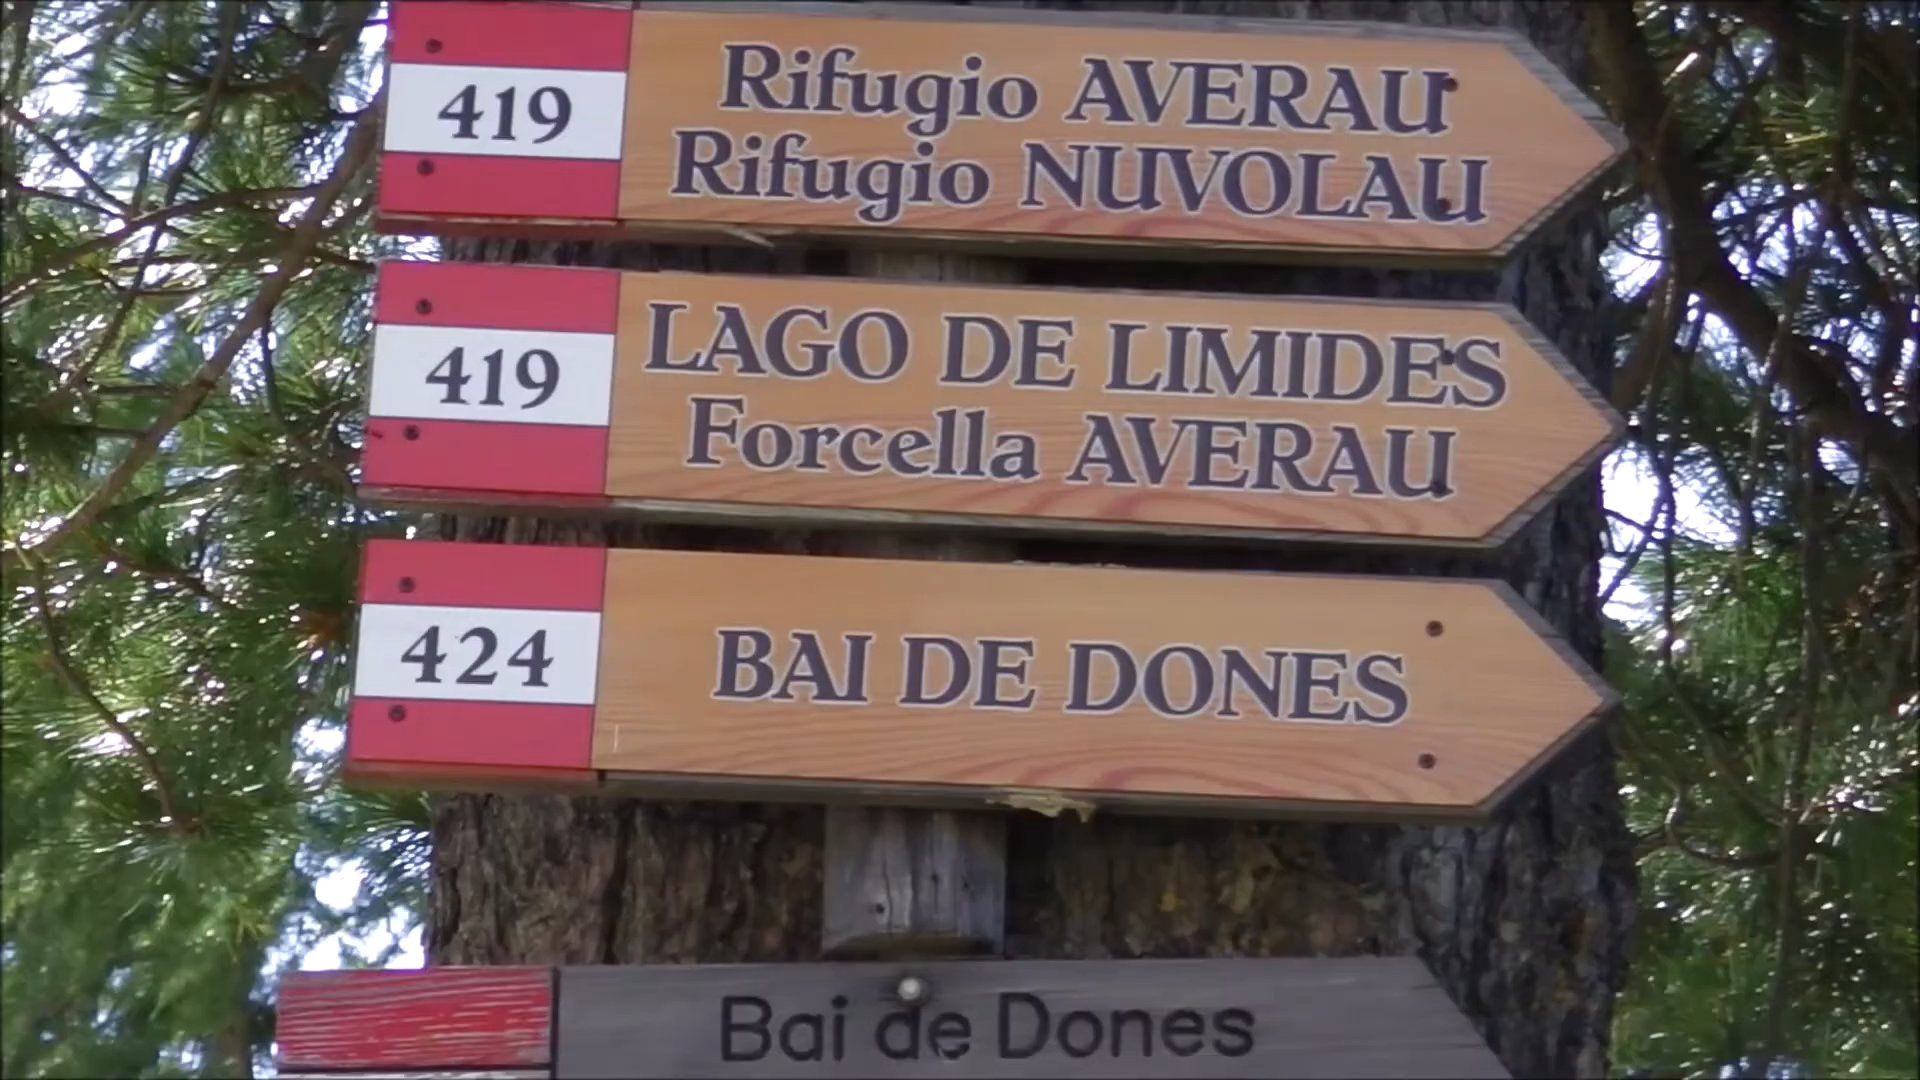 419
Rifugio AVERAU
Rifugio NUVOLAU
419
LAGO DE LIMIDES
Forcella AVERAU
424
BAI DE DONES
Bai de Dones